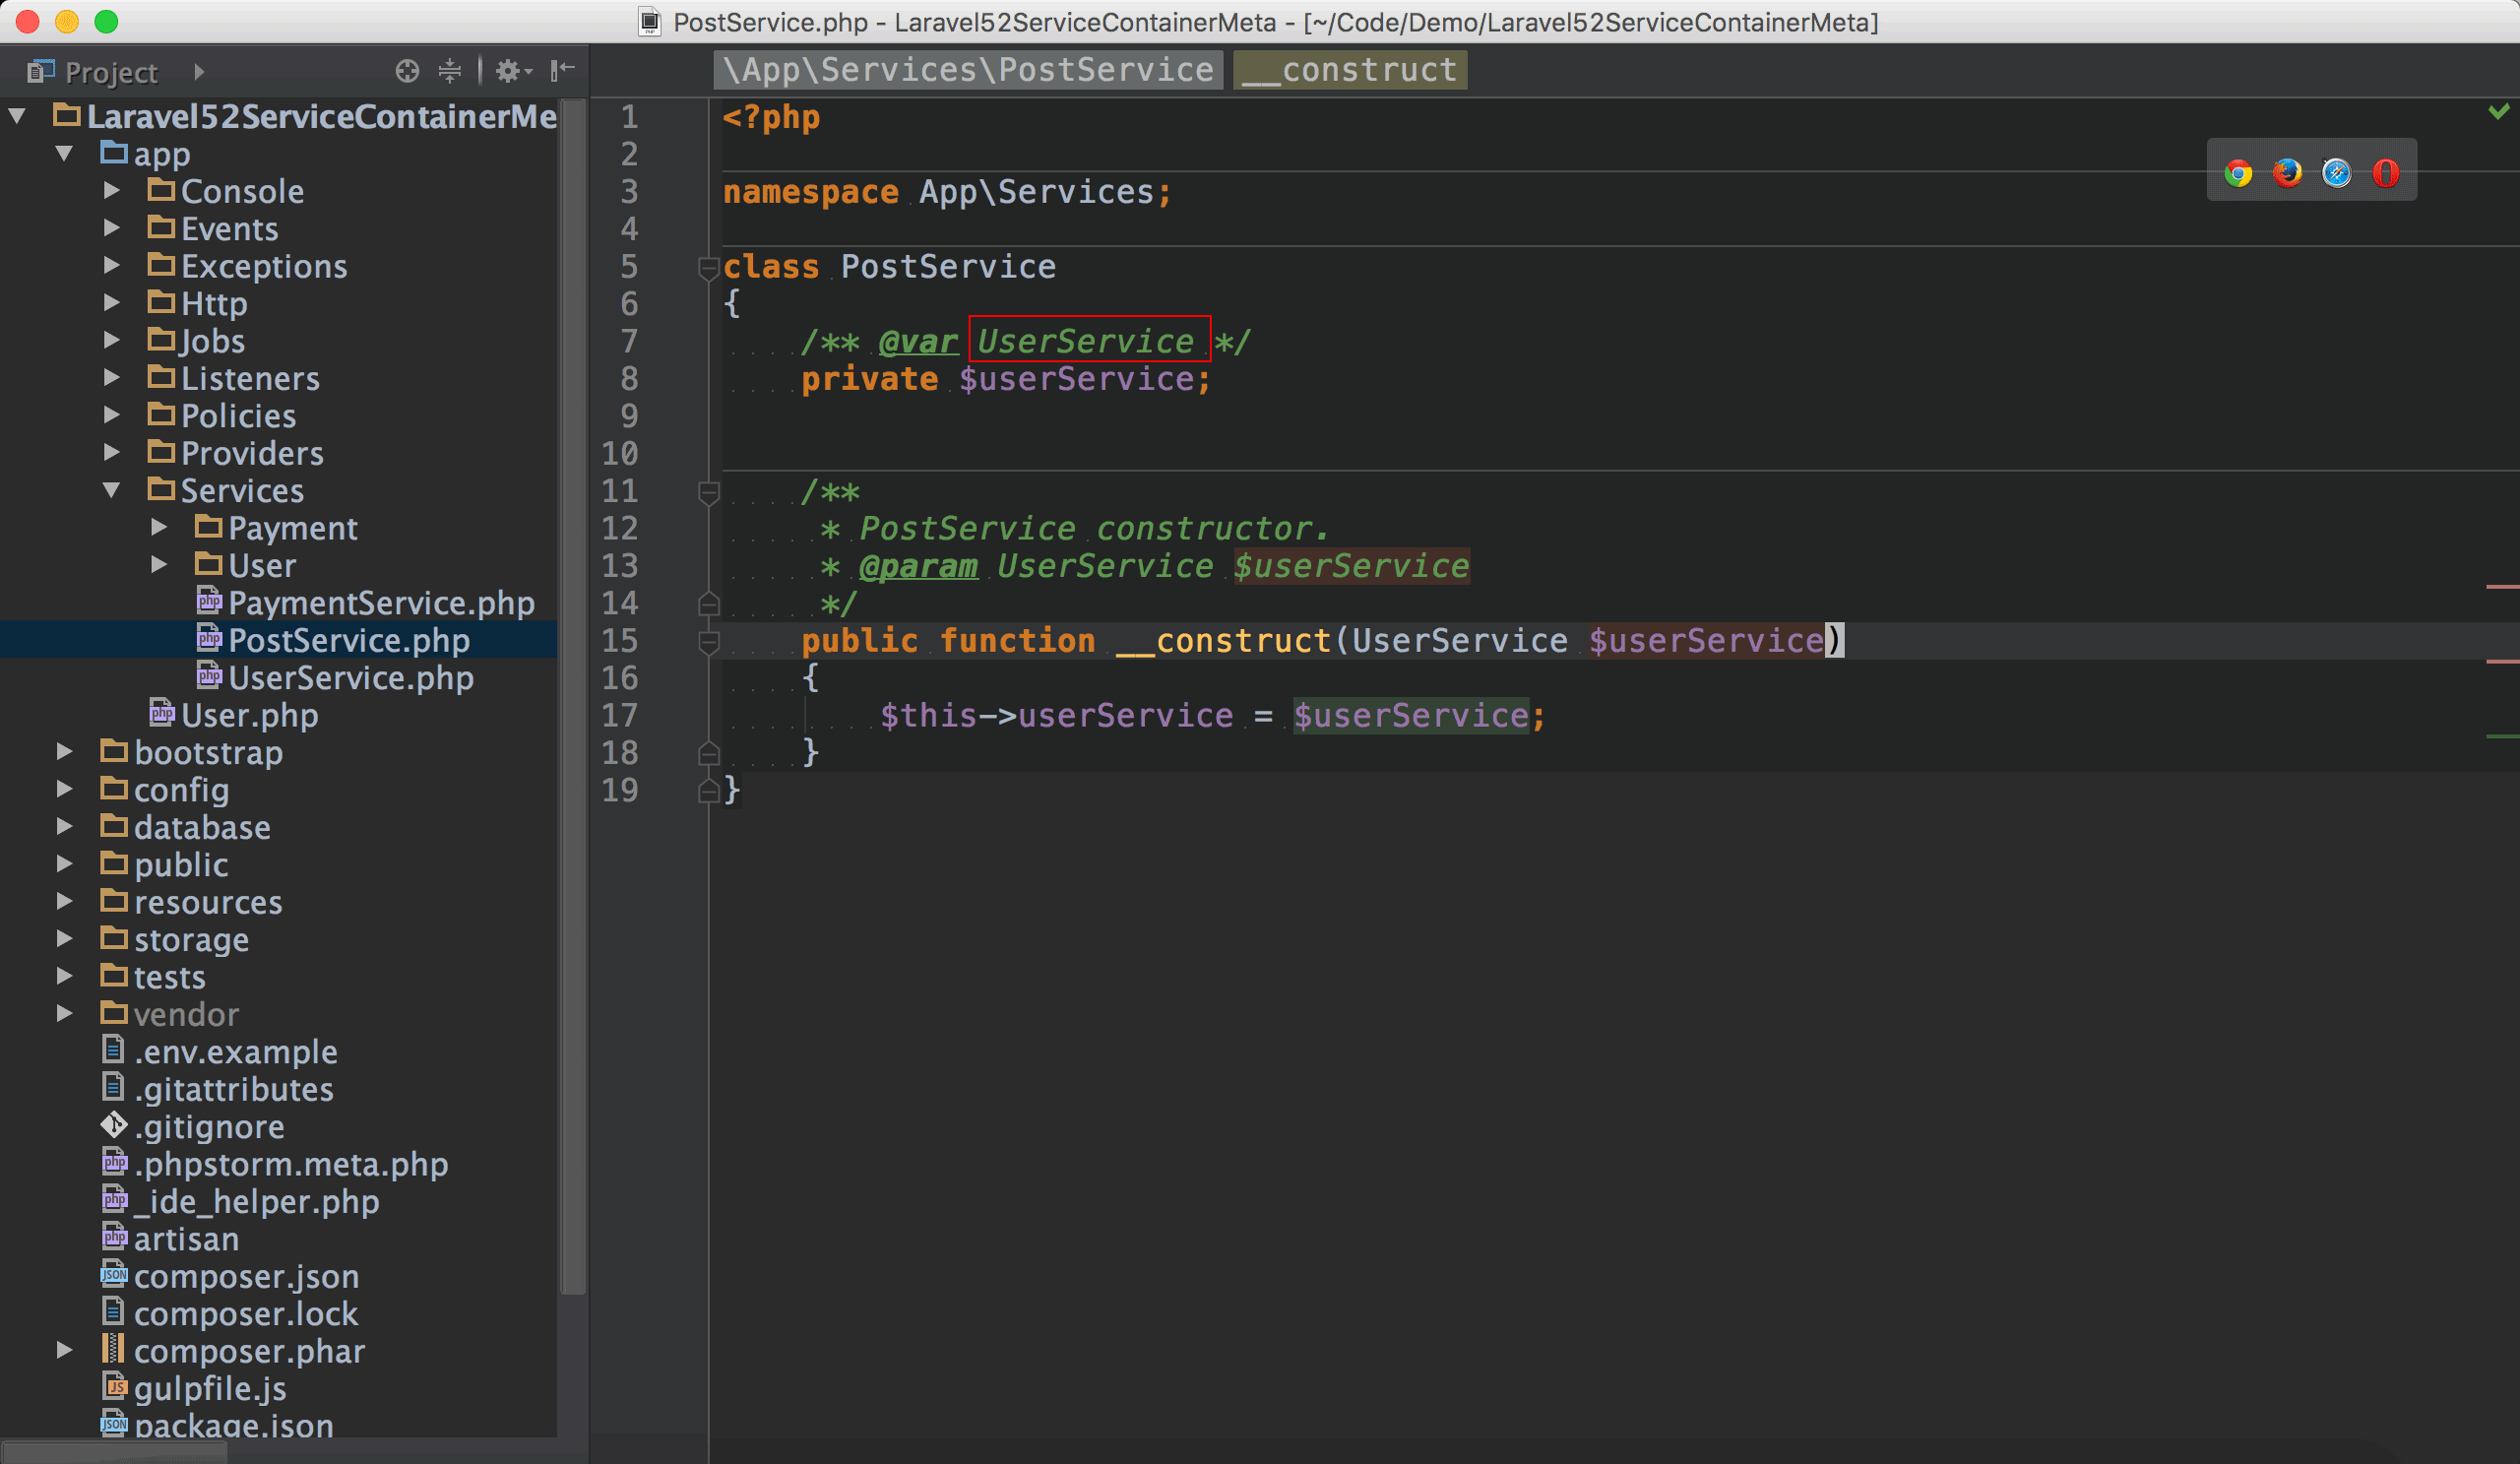 PostService.php - Laravel52ServiceContainerMeta - [~/Code/Demo/Laravel52ServiceContainerMeta]
Project
Laravel52ServiceContainerMe
app
Console
Events
Exceptions
Http
Jobs
Listeners
Policies
Providers
Services
Payment
User
PaymentService.php
PostService.php
UserService.php
User.php
bootstrap
config
database
public
resources
storage
tests
vendor
.env.example
.gitattributes
.gitignore
.phpstorm.meta.php
_ide_helper.php
artisan
composer.json
composer.lock
composer.phar
gulpfile.js
package.json
\App\Services\PostService __construct
1 <?php
2
3 namespace App\Services;
4
5 class PostService
6 {
7 /** @var UserService */
8 private $userService;
9
10
11 /**
12 * PostService constructor.
13 * @param UserService $userService
14 */
15 public function __construct(UserService $userService)
16 {
17 $this->userService = $userService;
18 }
19 }